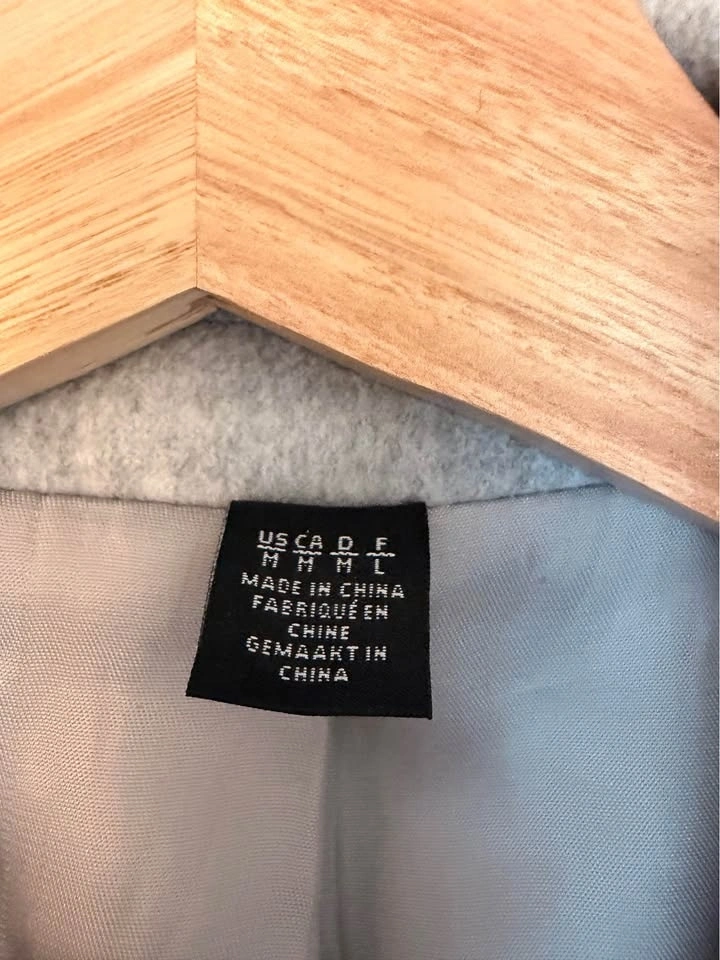 US CA D F
M M M L
MADE IN CHINA
FABRIQUÉ EN
CHINE
GEMAAKT IN
CHINA